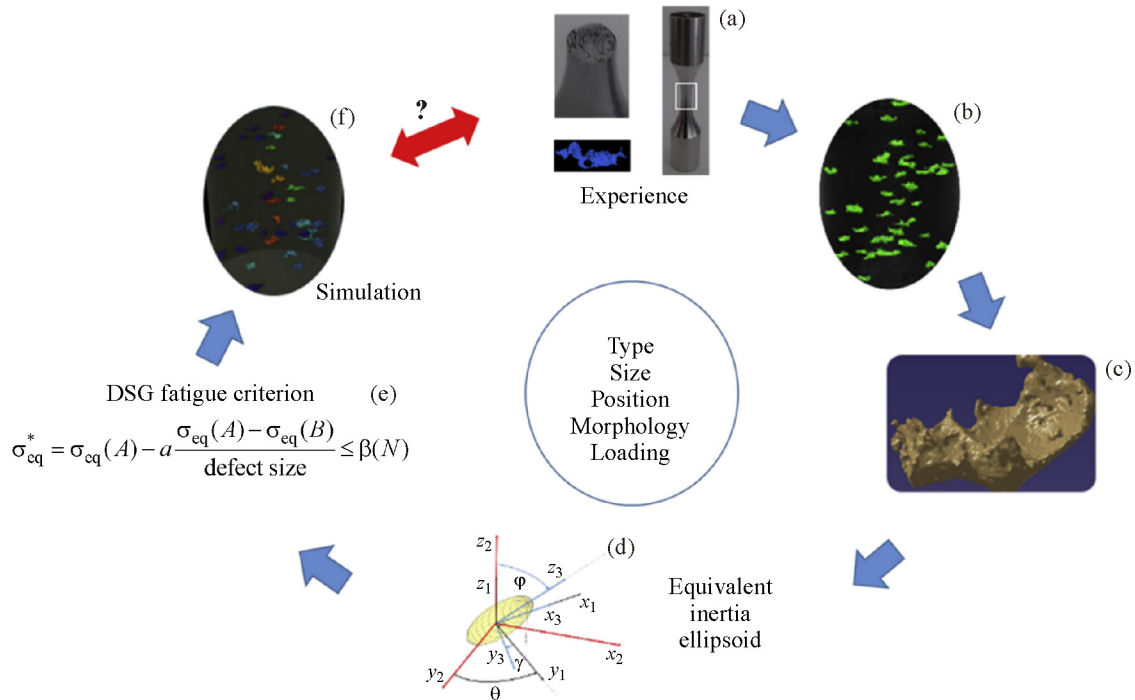 (a)
Experience
(b)
(c)
(d)
Equivalent
inertia
ellipsoid
z₂
z₁
φ
z₃
x₁
x₃
x₂
y₃
γ
y₁
y₂
θ
DSG fatigue criterion (e)
σ*eq = σeq(A) − a (σeq(A) − σeq(B)) / defect size ≤ β(N)
(f)
Simulation
?
Type
Size
Position
Morphology
Loading